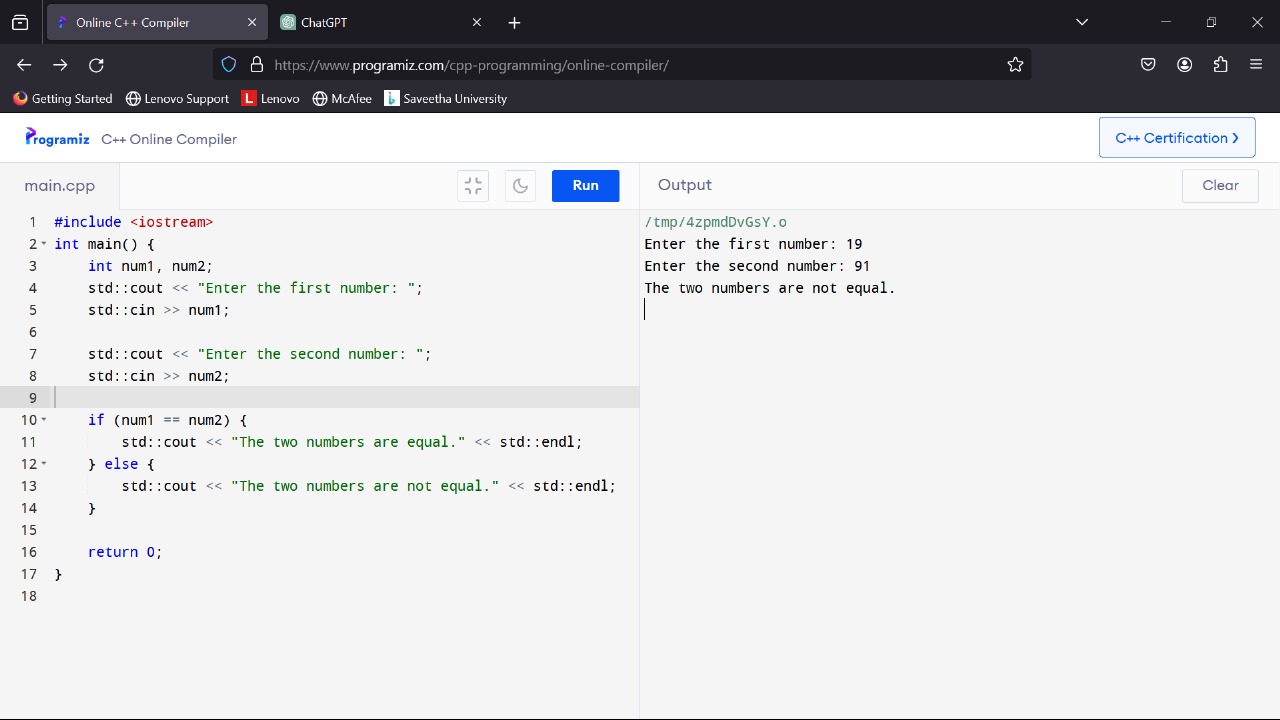 Online C++ Compiler
ChatGPT
https://www.programiz.com/cpp-programming/online-compiler/
Getting Started
Lenovo Support
L Lenovo
McAfee
Saveetha University
Programiz C++ Online Compiler
C++ Certification ❯
main.cpp
Run
Output
Clear
1 #include <iostream>
2 int main() {
3     int num1, num2;
4     std::cout << "Enter the first number: ";
5     std::cin >> num1;
6
7     std::cout << "Enter the second number: ";
8     std::cin >> num2;
9
10     if (num1 == num2) {
11         std::cout << "The two numbers are equal." << std::endl;
12     } else {
13         std::cout << "The two numbers are not equal." << std::endl;
14     }
15
16     return 0;
17 }
18
/tmp/4zpmdDvGsY.o
Enter the first number: 19
Enter the second number: 91
The two numbers are not equal.